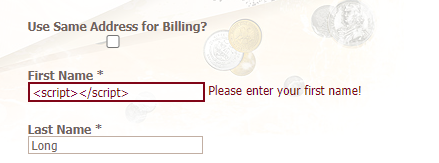 Use Same Address for Billing?
First Name *
<script></script> Please enter your first name!
Last Name *
Long